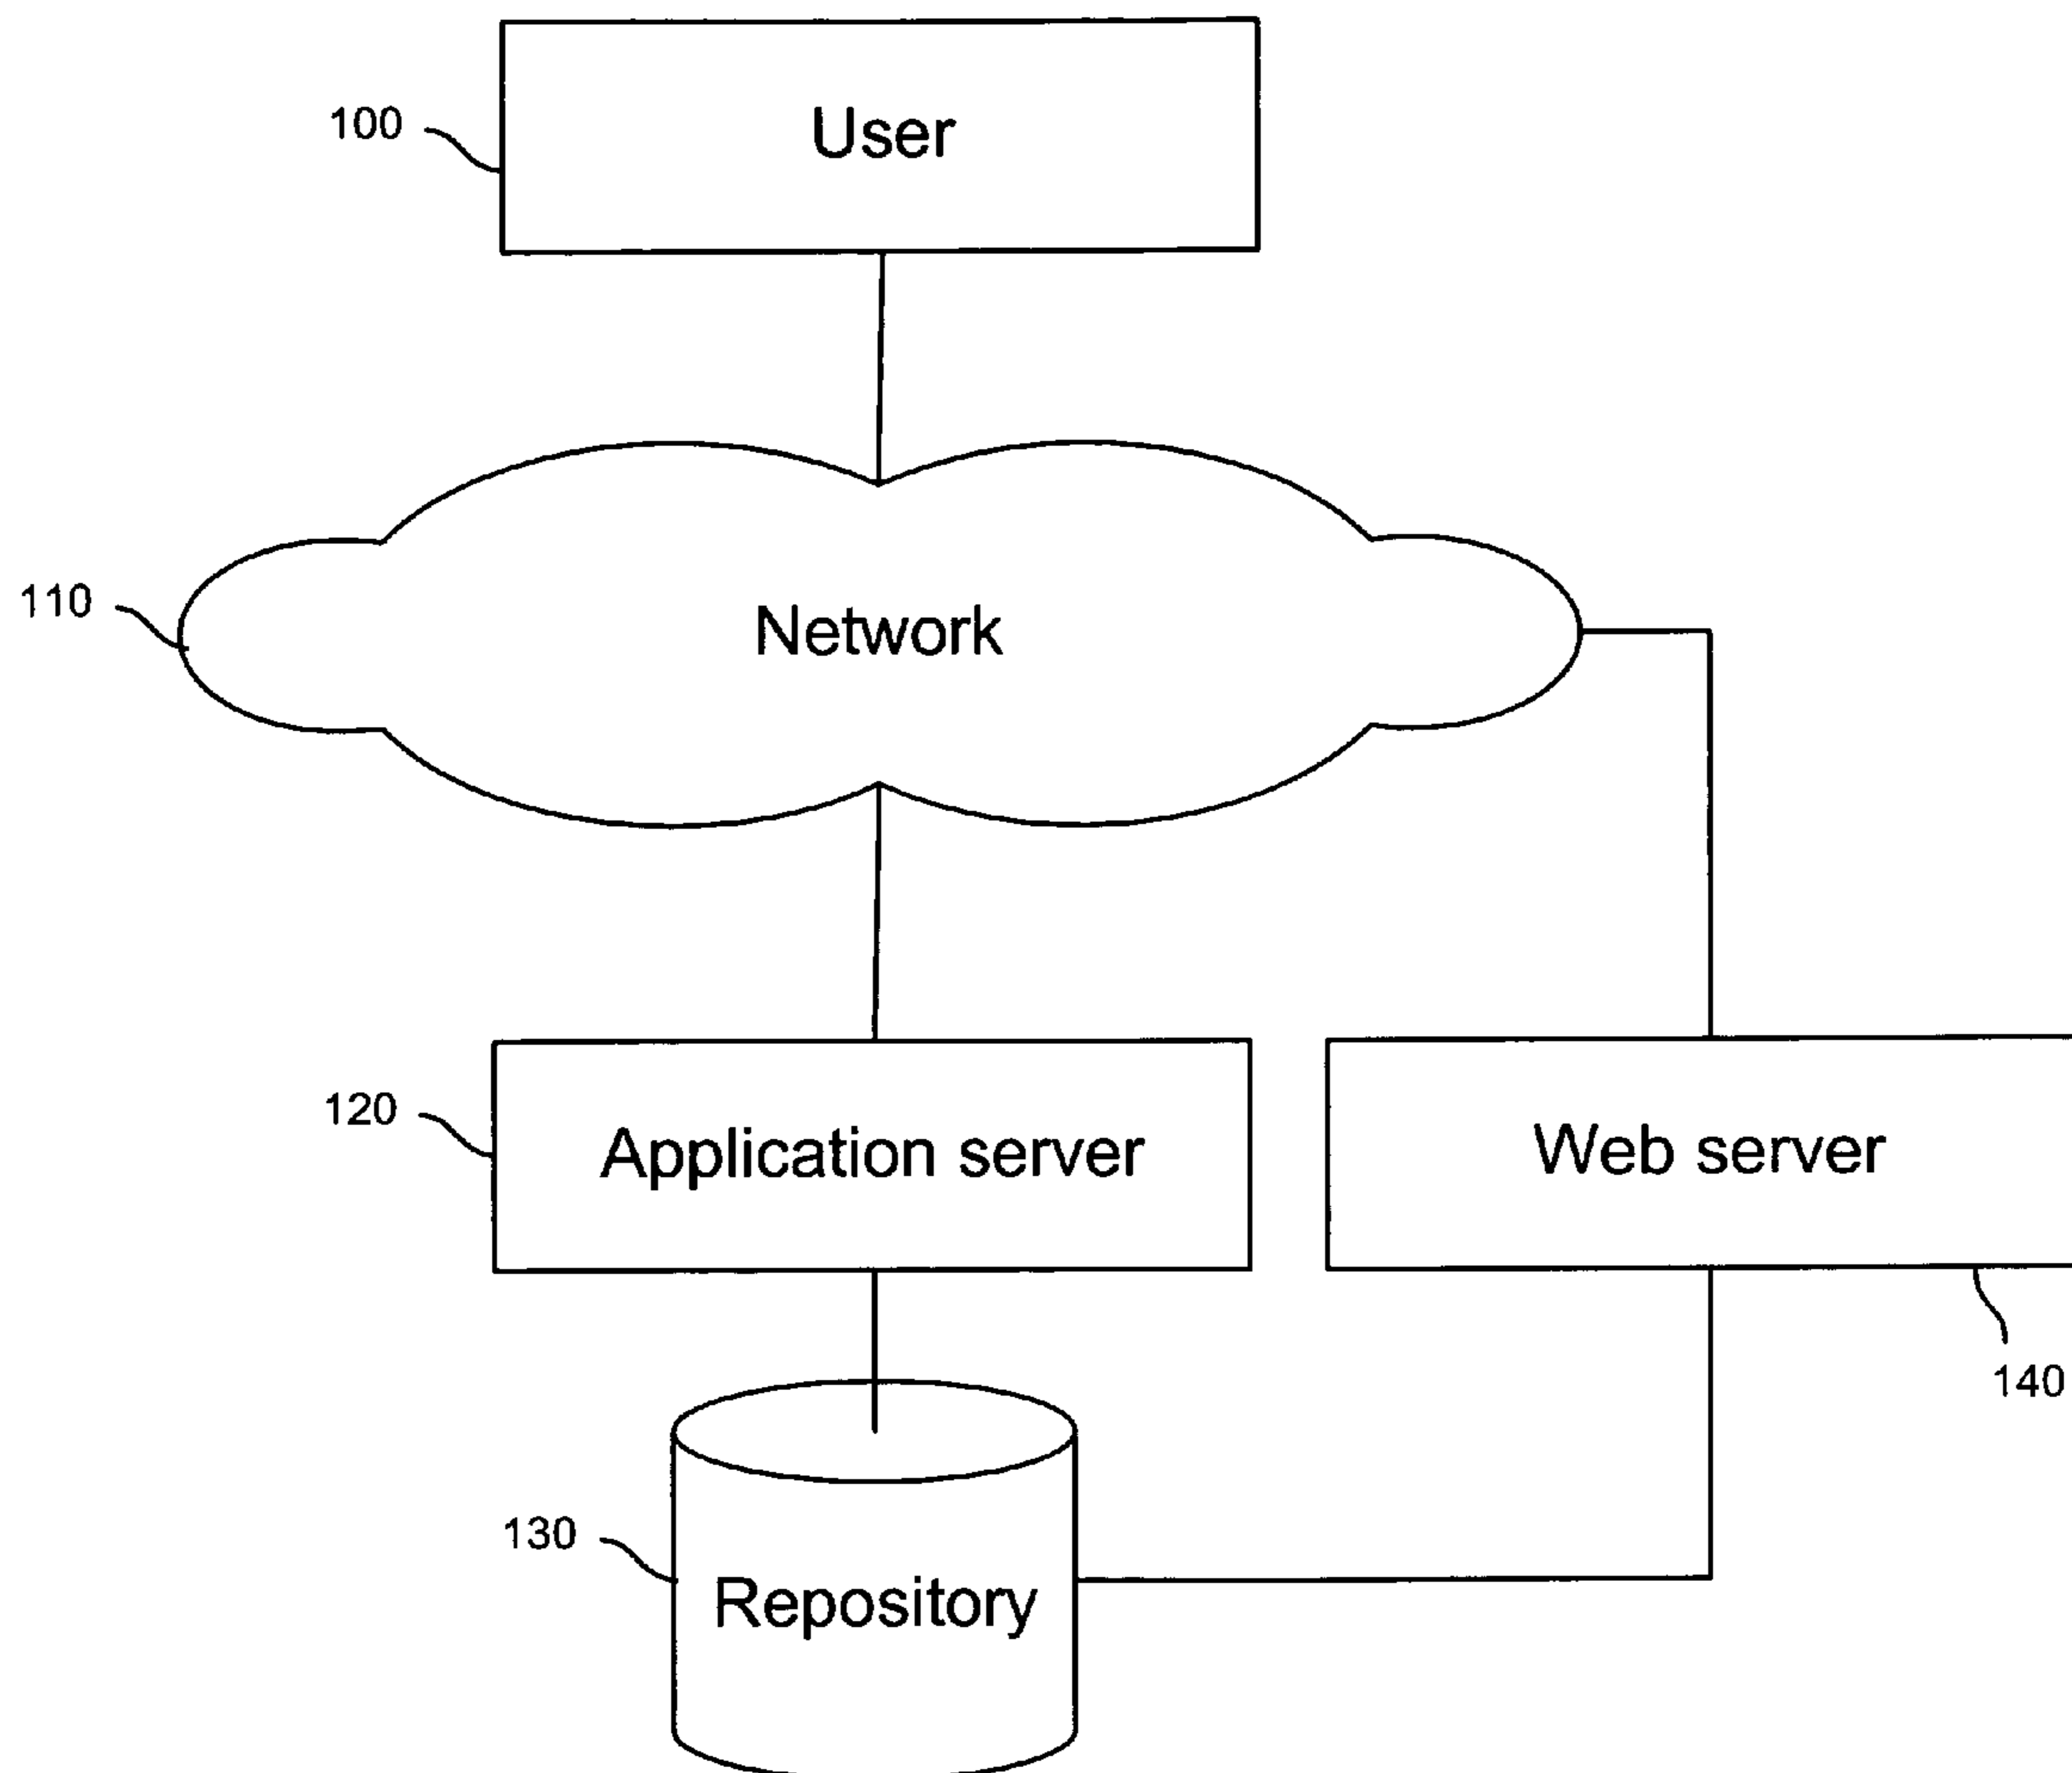 100
User
110
Network
120
Application server
Web server
140
130
Repository